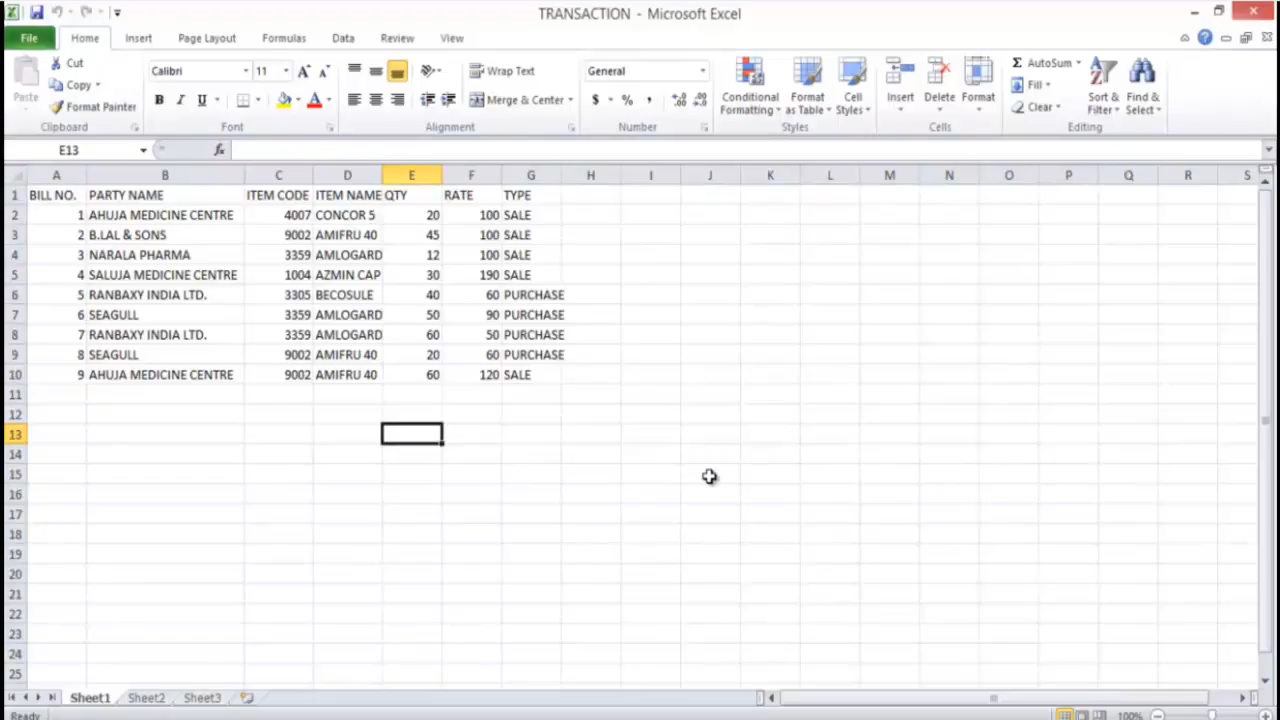 TRANSACTION - Microsoft Excel
File Home Insert Page Layout Formulas Data Review View
Paste Cut Copy Format Painter Clipboard
Calibri 11 B I U A Font
Wrap Text Merge & Center Alignment
General $ % , Number
Conditional Formatting Format as Table Cell Styles Styles
Insert Delete Format Cells
Σ AutoSum Fill Clear Sort & Filter Find & Select Editing
E13 fx
A B C D E F G H I J K L M N O P Q R S
1 BILL NO. PARTY NAME ITEM CODE ITEM NAME QTY RATE TYPE
2 1 AHUJA MEDICINE CENTRE 4007 CONCOR 5 20 100 SALE
3 2 B.LAL & SONS 9002 AMIFRU 40 45 100 SALE
4 3 NARALA PHARMA 3359 AMLOGARD 12 100 SALE
5 4 SALUJA MEDICINE CENTRE 1004 AZMIN CAP 30 190 SALE
6 5 RANBAXY INDIA LTD. 3305 BECOSULE 40 60 PURCHASE
7 6 SEAGULL 3359 AMLOGARD 50 90 PURCHASE
8 7 RANBAXY INDIA LTD. 3359 AMLOGARD 60 50 PURCHASE
9 8 SEAGULL 9002 AMIFRU 40 20 60 PURCHASE
10 9 AHUJA MEDICINE CENTRE 9002 AMIFRU 40 60 120 SALE
11
12
13
14
15
16
17
18
19
20
21
22
23
24
25
Sheet1 Sheet2 Sheet3
Ready 100%